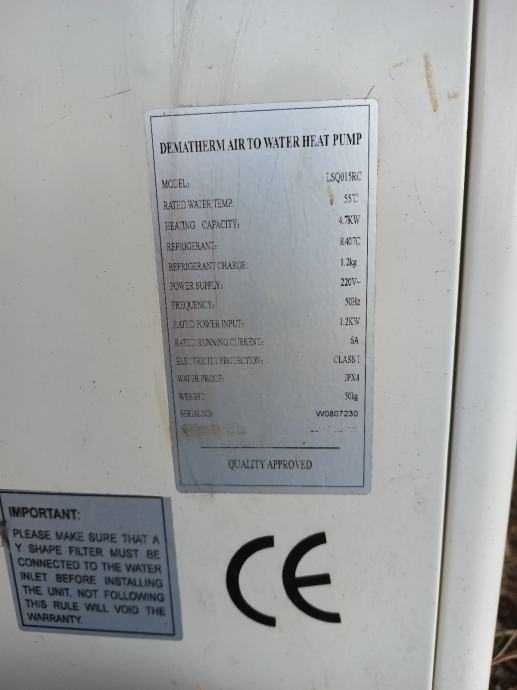 DEMATHERM AIR TO WATER HEAT PUMP
MODEL: LSQ015RC
RATED WATER TEMP: 55℃
HEATING CAPACITY: 4.7KW
REFRIGERANT: R407C
REFRIGERANT CHARGE: 1.2kg
POWER SUPPLY: 220V~
FREQUENCY: 50Hz
RATED POWER INPUT: 1.2KW
RATED RUNNING CURRENT: 6A
ELECTRICITY PROTECTION: CLASS I
WATER PROOF: IPX4
WEIGHT: 50kg
SERIAL NO: W0807230
QUALITY APPROVED
IMPORTANT:
PLEASE MAKE SURE THAT A
Y SHAPE FILTER MUST BE
CONNECTED TO THE WATER
INLET BEFORE INSTALLING
THE UNIT. NOT FOLLOWING
THIS RULE WILL VOID THE
WARRANTY.
CE